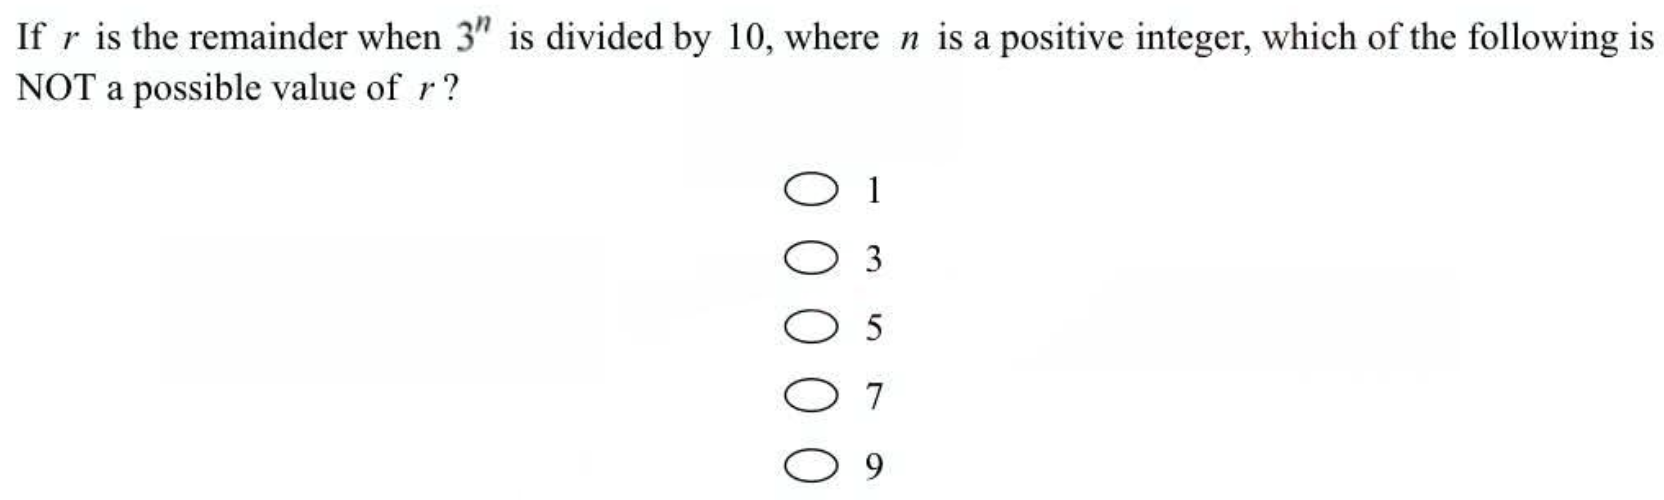 If r is the remainder when 3ⁿ is divided by 10, where n is a positive integer, which of the following is
NOT a possible value of r ?
1
3
5
7
9